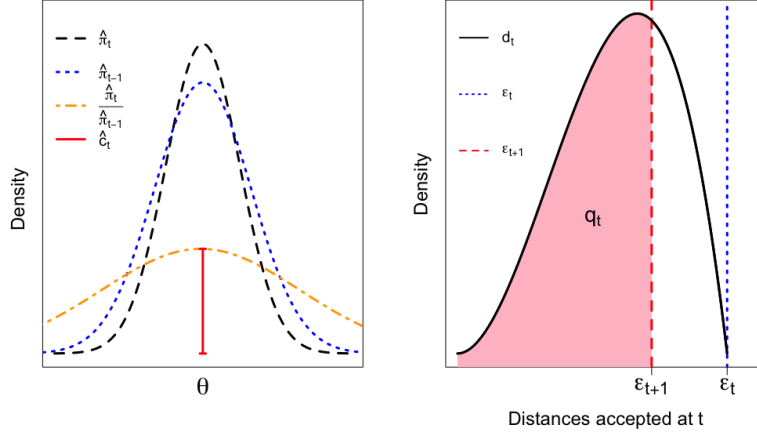 π̂t
π̂t−1
π̂t
π̂t−1
ĉt
Density
θ
dt
εt
εt+1
Density
qt
εt+1
εt
Distances accepted at t